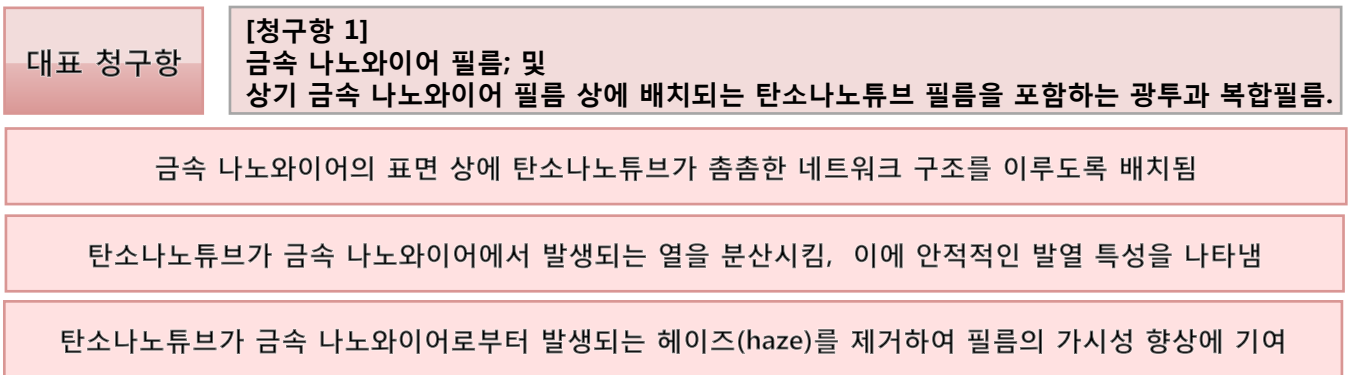 대표 청구항
[청구항 1]
금속 나노와이어 필름; 및
상기 금속 나노와이어 필름 상에 배치되는 탄소나노튜브 필름을 포함하는 광투과 복합필름.
금속 나노와이어의 표면 상에 탄소나노튜브가 촘촘한 네트워크 구조를 이루도록 배치됨
탄소나노튜브가 금속 나노와이어에서 발생되는 열을 분산시킴, 이에 안적적인 발열 특성을 나타냄
탄소나노튜브가 금속 나노와이어로부터 발생되는 헤이즈(haze)를 제거하여 필름의 가시성 향상에 기여